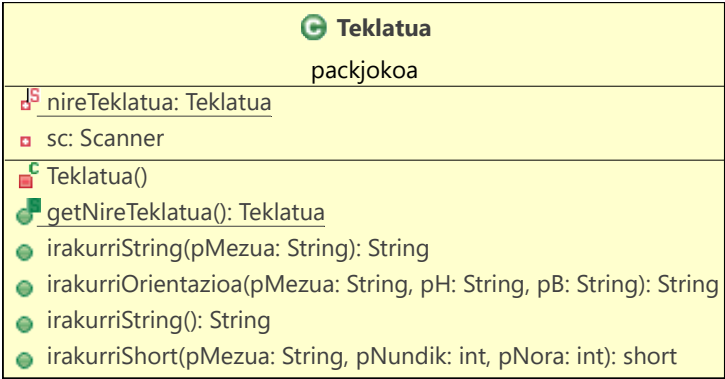 Teklatua
packjokoa
nireTeklatua: Teklatua
sc: Scanner
Teklatua()
getNireTeklatua(): Teklatua
irakurriString(pMezua: String): String
irakurriOrientazioa(pMezua: String, pH: String, pB: String): String
irakurriString(): String
irakurriShort(pMezua: String, pNundik: int, pNora: int): short